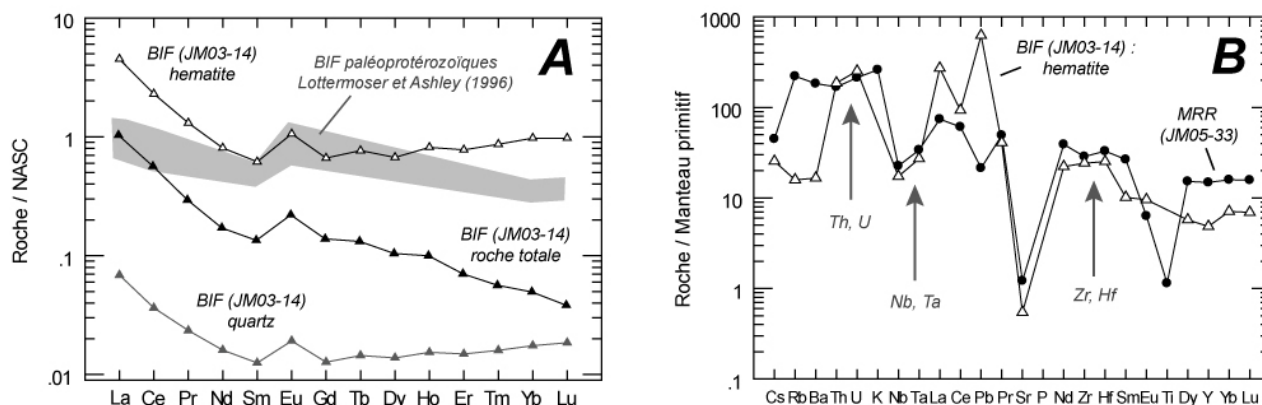 A
Roche / NASC
10
1
0.1
.01
BIF (JM03-14)
hematite
BIF paléoprotérozoïques
Lottermoser et Ashley (1996)
BIF (JM03-14)
roche totale
BIF (JM03-14)
quartz
La Ce Pr Nd Sm Eu Gd Tb Dy Ho Er Tm Yb Lu
B
Roche / Manteau primitif
1000
100
10
1
.1
BIF (JM03-14) :
hematite
MRR
(JM05-33)
Th, U
Nb, Ta
Zr, Hf
Cs Rb Ba Th U K Nb Ta La Ce Pb Pr Sr P Nd Zr Hf Sm Eu Ti Dy Y Yb Lu